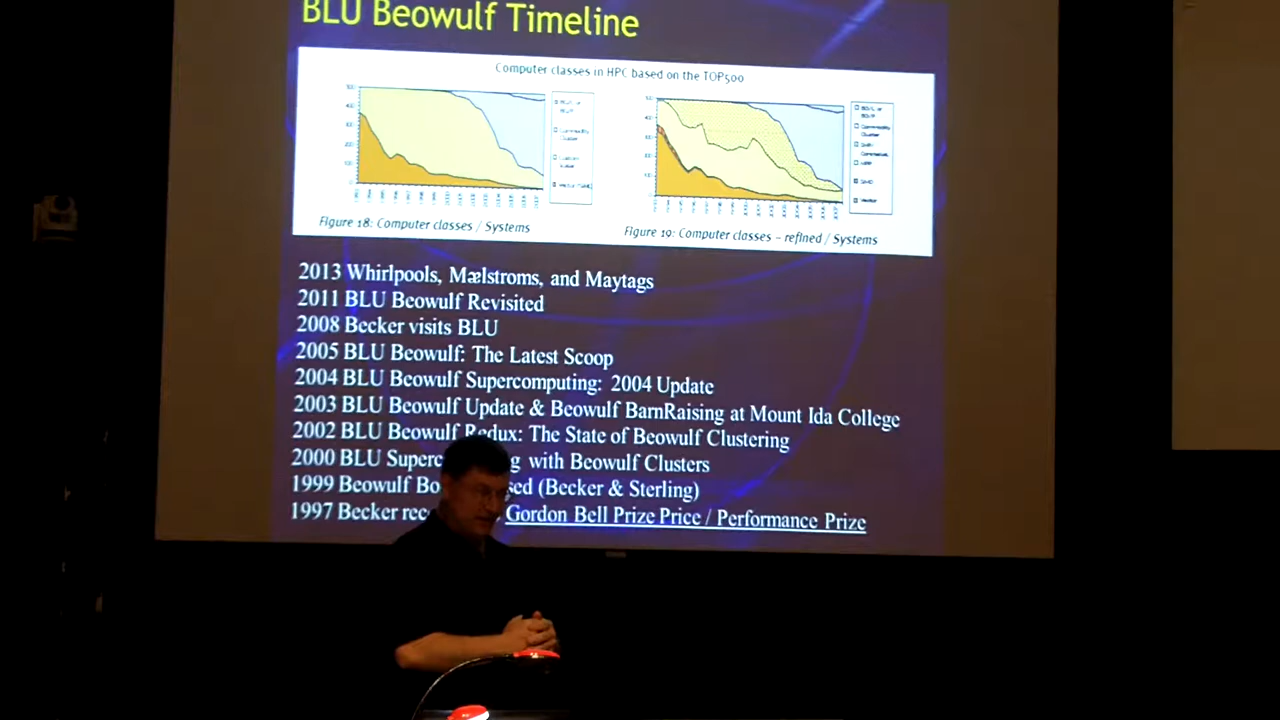 BLU Beowulf Timeline
Computer classes in HPC based on the TOP500
Figure 18: Computer classes / Systems
Figure 19: Computer classes – refined / Systems
2013 Whirlpools, Mælstroms, and Maytags
2011 BLU Beowulf Revisited
2008 Becker visits BLU
2005 BLU Beowulf: The Latest Scoop
2004 BLU Beowulf Supercomputing: 2004 Update
2003 BLU Beowulf Update & Beowulf BarnRaising at Mount Ida College
2002 BLU Beowulf Redux: The State of Beowulf Clustering
2000 BLU with Beowulf Clusters
1999 Beowulf (Becker & Sterling)
1997 Becker Gordon Bell Prize Price / Performance Prize